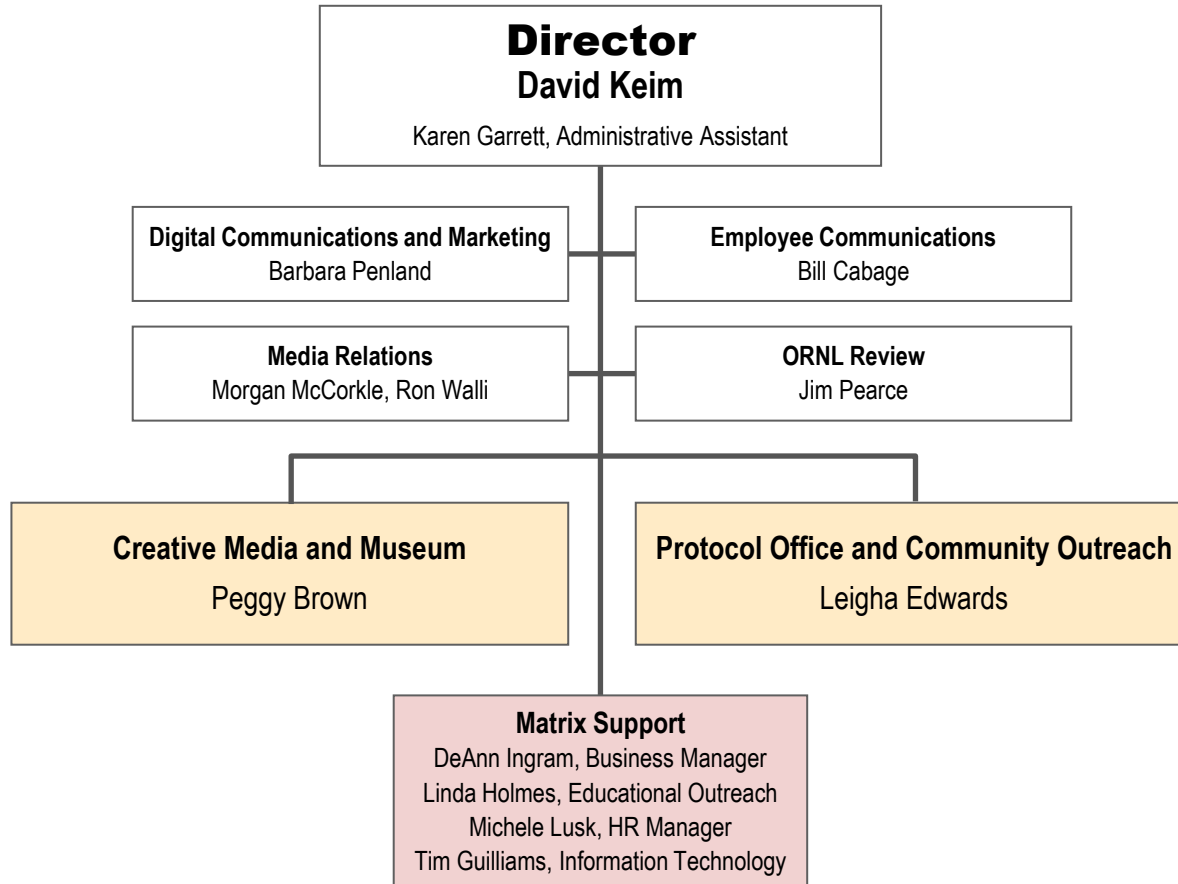 Director
David Keim
Karen Garrett, Administrative Assistant
Digital Communications and Marketing
Barbara Penland
Employee Communications
Bill Cabage
Media Relations
Morgan McCorkle, Ron Walli
ORNL Review
Jim Pearce
Creative Media and Museum
Peggy Brown
Protocol Office and Community Outreach
Leigha Edwards
Matrix Support
DeAnn Ingram, Business Manager
Linda Holmes, Educational Outreach
Michele Lusk, HR Manager
Tim Guilliams, Information Technology